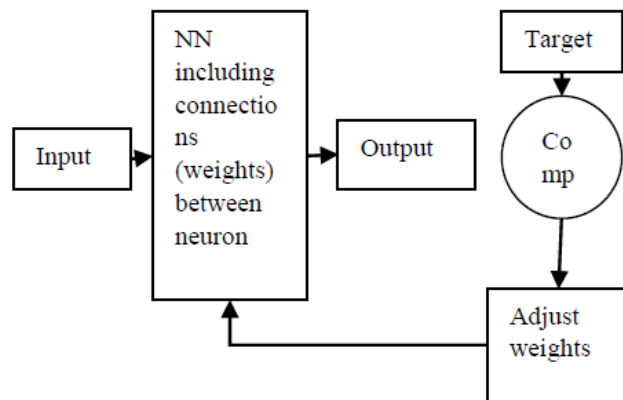 Input
NN
including
connectio
ns
(weights)
between
neuron
Output
Target
Co
mp
Adjust
weights